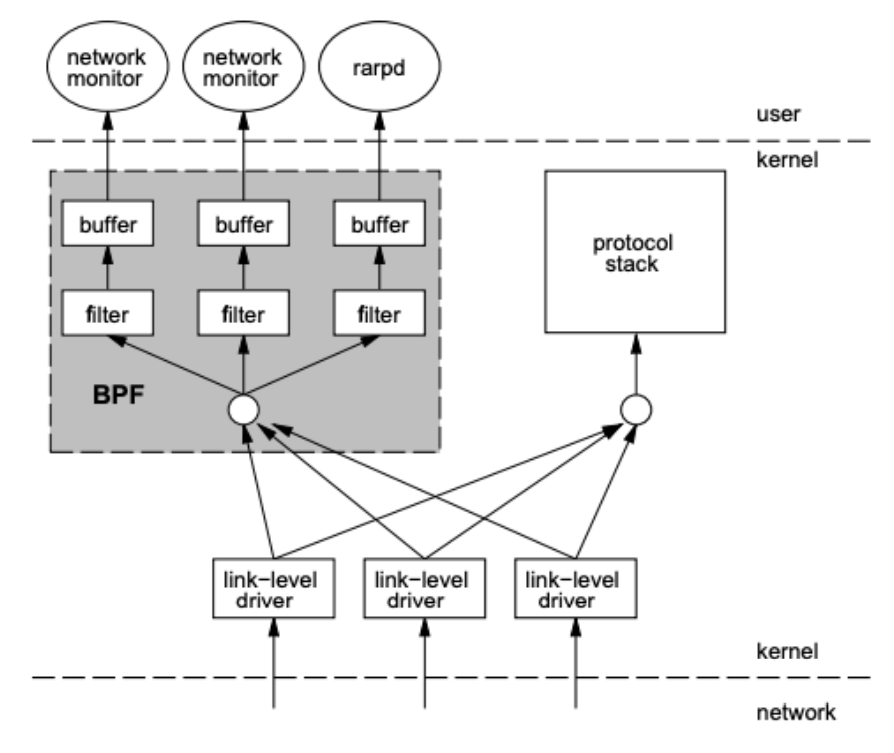 network
monitor
network
monitor
rarpd
user
kernel
buffer
buffer
buffer
protocol
stack
filter
filter
filter
BPF
link-level
driver
link-level
driver
link-level
driver
kernel
network